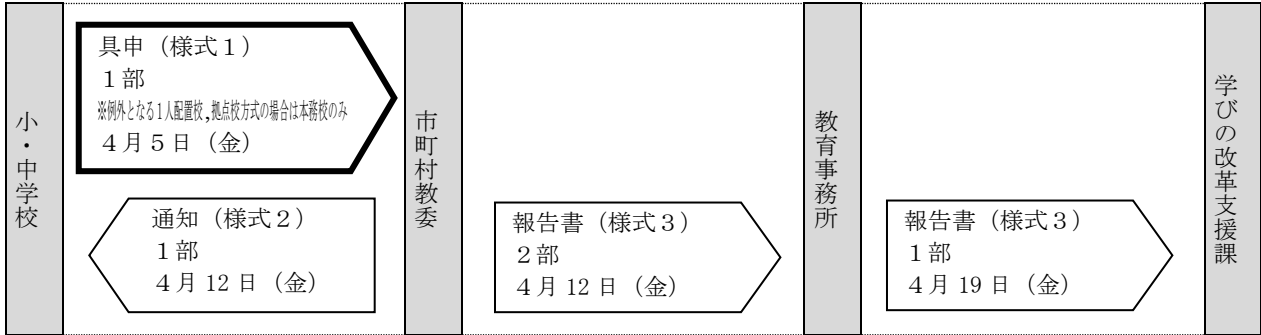 小・中学校
具申（様式１）
１部
※例外となる1人配置校,拠点校方式の場合は本務校のみ
４月５日（金）
通知（様式２）
１部
４月 12 日（金）
市町村教委
報告書（様式３）
２部
４月 12 日（金）
教育事務所
報告書（様式３）
１部
４月 19 日（金）
学びの改革支援課